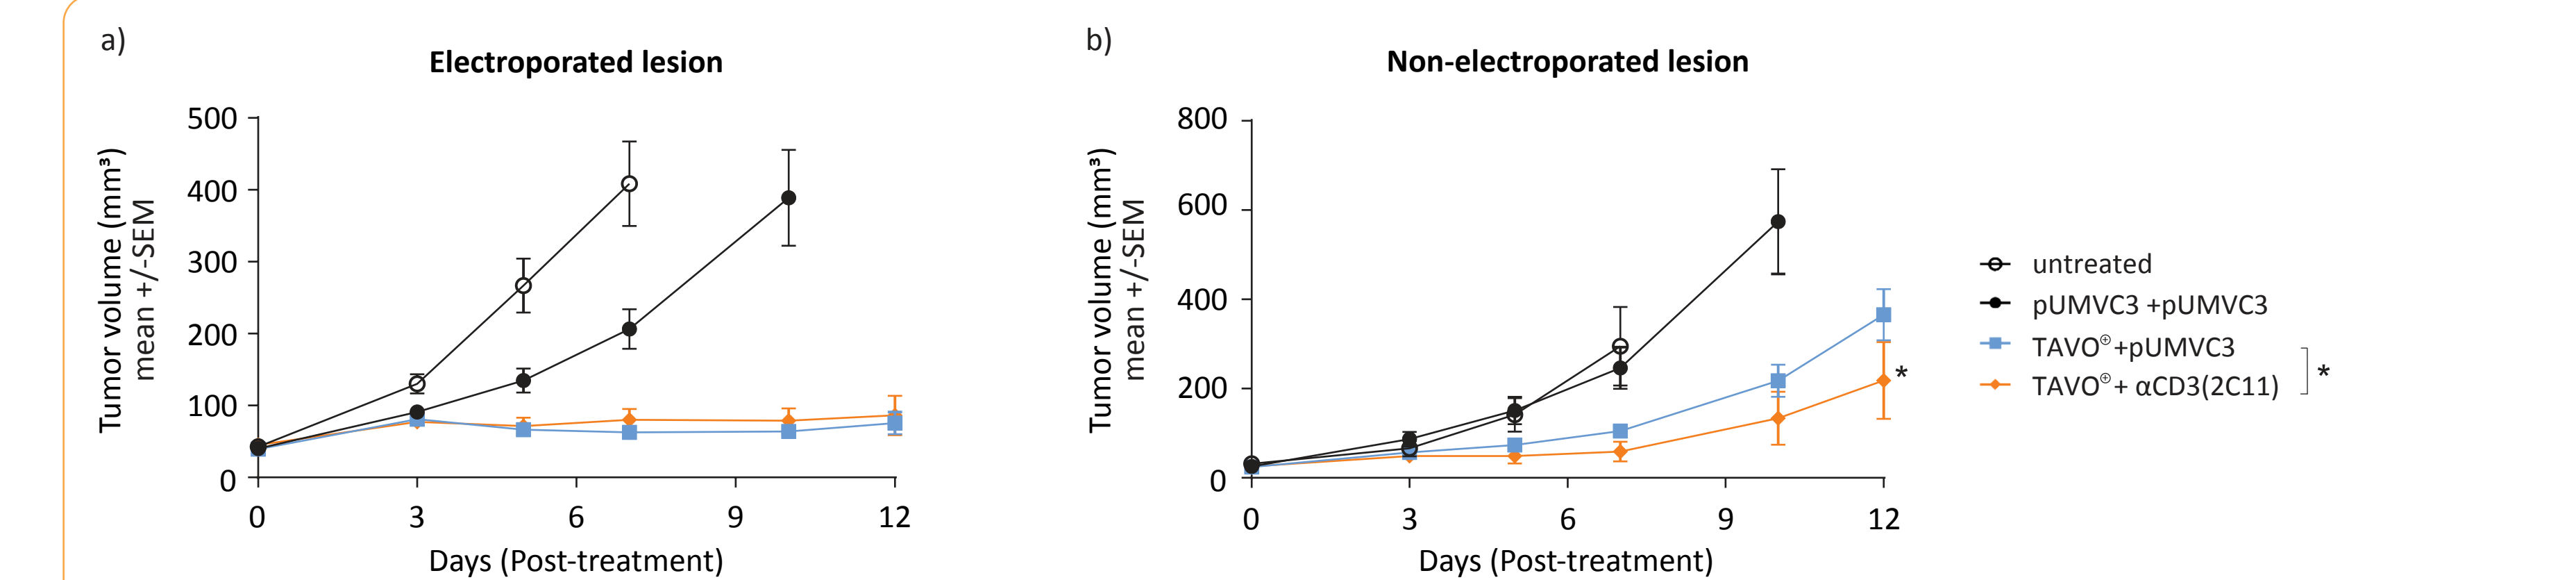 a)
Electroporated lesion
Tumor volume (mm³)
mean +/-SEM
500
400
300
200
100
0
0 3 6 9 12
Days (Post-treatment)
b)
Non-electroporated lesion
Tumor volume (mm³)
mean +/-SEM
800
600
400
200
0
*
0 3 6 9 12
Days (Post-treatment)
untreated
pUMVC3 +pUMVC3
TAVO⊕+pUMVC3
TAVO⊕+ αCD3(2C11)
*